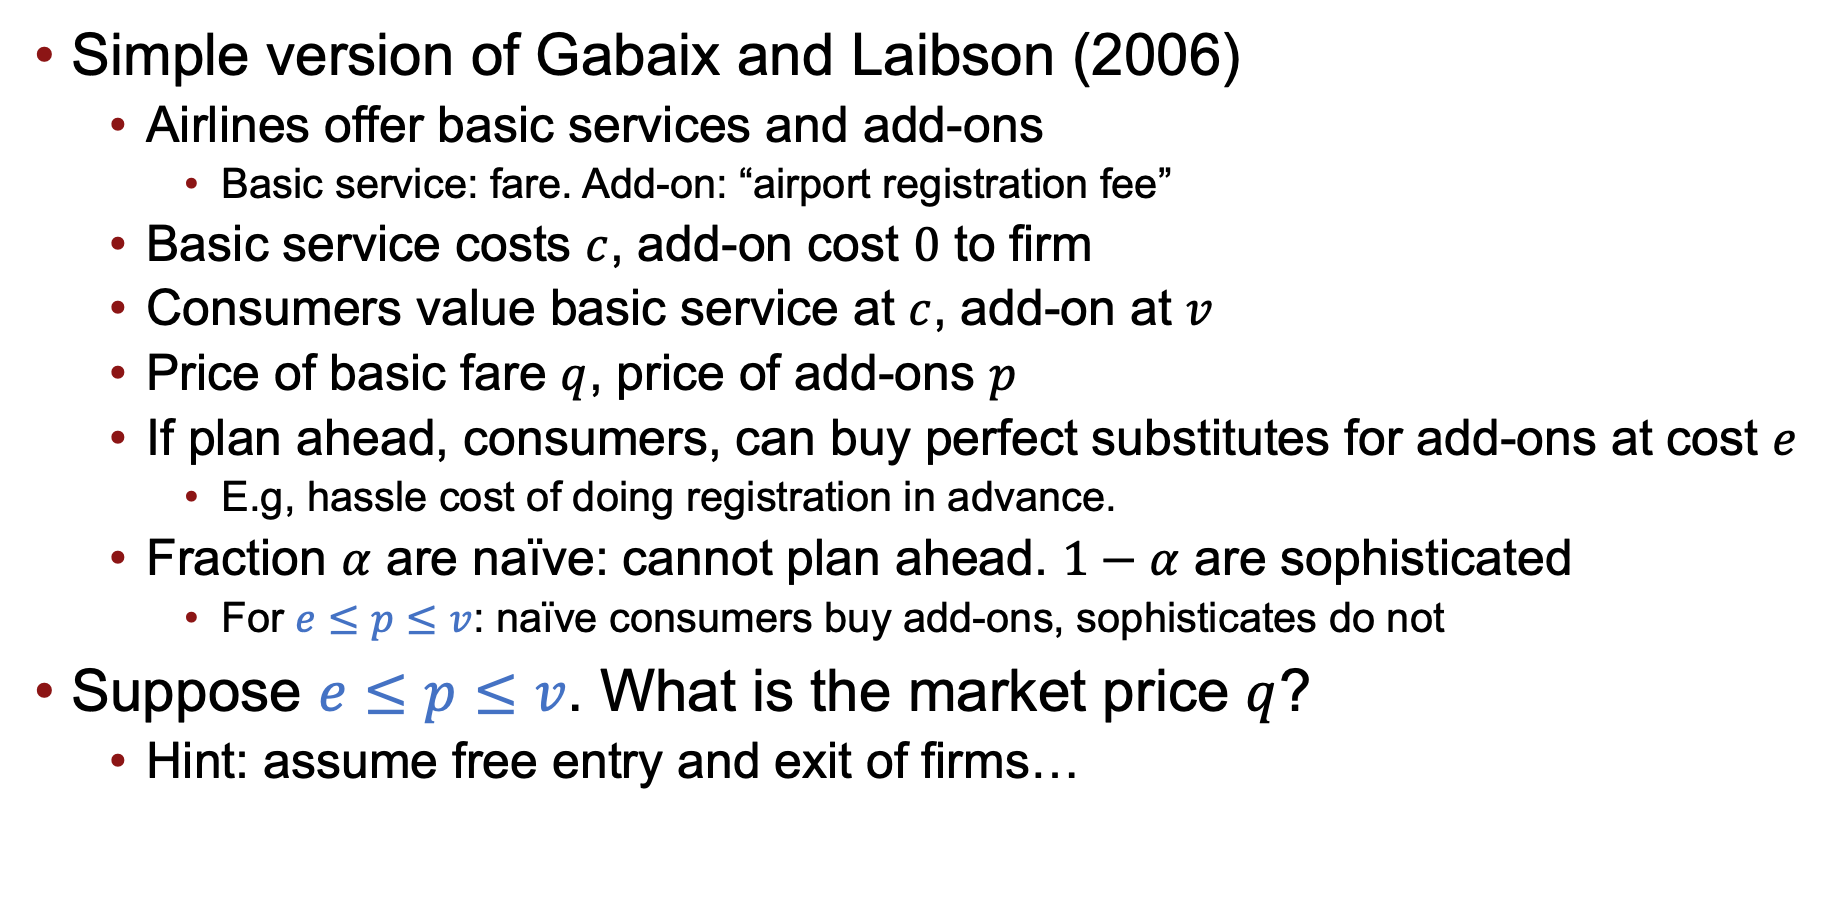 • Simple version of Gabaix and Laibson (2006)
• Airlines offer basic services and add-ons
• Basic service: fare. Add-on: “airport registration fee”
• Basic service costs c, add-on cost 0 to firm
• Consumers value basic service at c, add-on at v
• Price of basic fare q, price of add-ons p
• If plan ahead, consumers, can buy perfect substitutes for add-ons at cost e
• E.g, hassle cost of doing registration in advance.
• Fraction α are naïve: cannot plan ahead. 1 − α are sophisticated
• For e ≤ p ≤ v: naïve consumers buy add-ons, sophisticates do not
• Suppose e ≤ p ≤ v. What is the market price q?
• Hint: assume free entry and exit of firms…